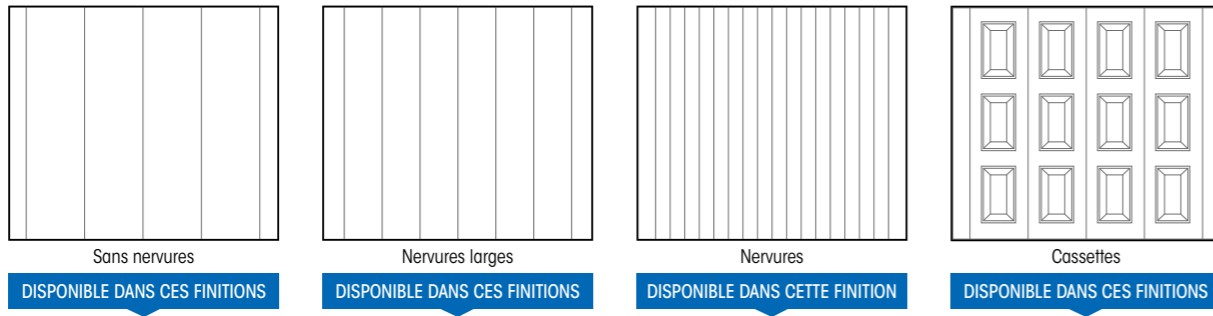 Sans nervures
Nervures larges
Nervures
Cassettes
DISPONIBLE DANS CES FINITIONS
DISPONIBLE DANS CES FINITIONS
DISPONIBLE DANS CETTE FINITION
DISPONIBLE DANS CES FINITIONS